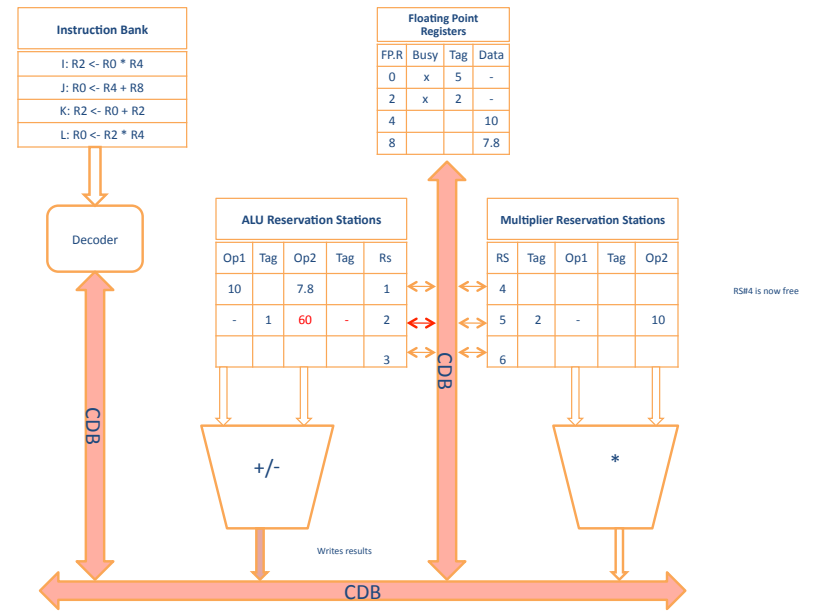 Instruction Bank
I: R2 <- R0 * R4
J: R0 <- R4 + R8
K: R2 <- R0 + R2
L: R0 <- R2 * R4
Floating Point
Registers
FP.R Busy Tag Data
0 x 5 -
2 x 2 -
4 10
8 7.8
Decoder
ALU Reservation Stations
Op1 Tag Op2 Tag Rs
10 7.8 1
- 1 60 - 2
3
Multiplier Reservation Stations
RS Tag Op1 Tag Op2
4
5 2 - 10
6
RS#4 is now free
CDB
CDB
+/-
*
Writes results
CDB